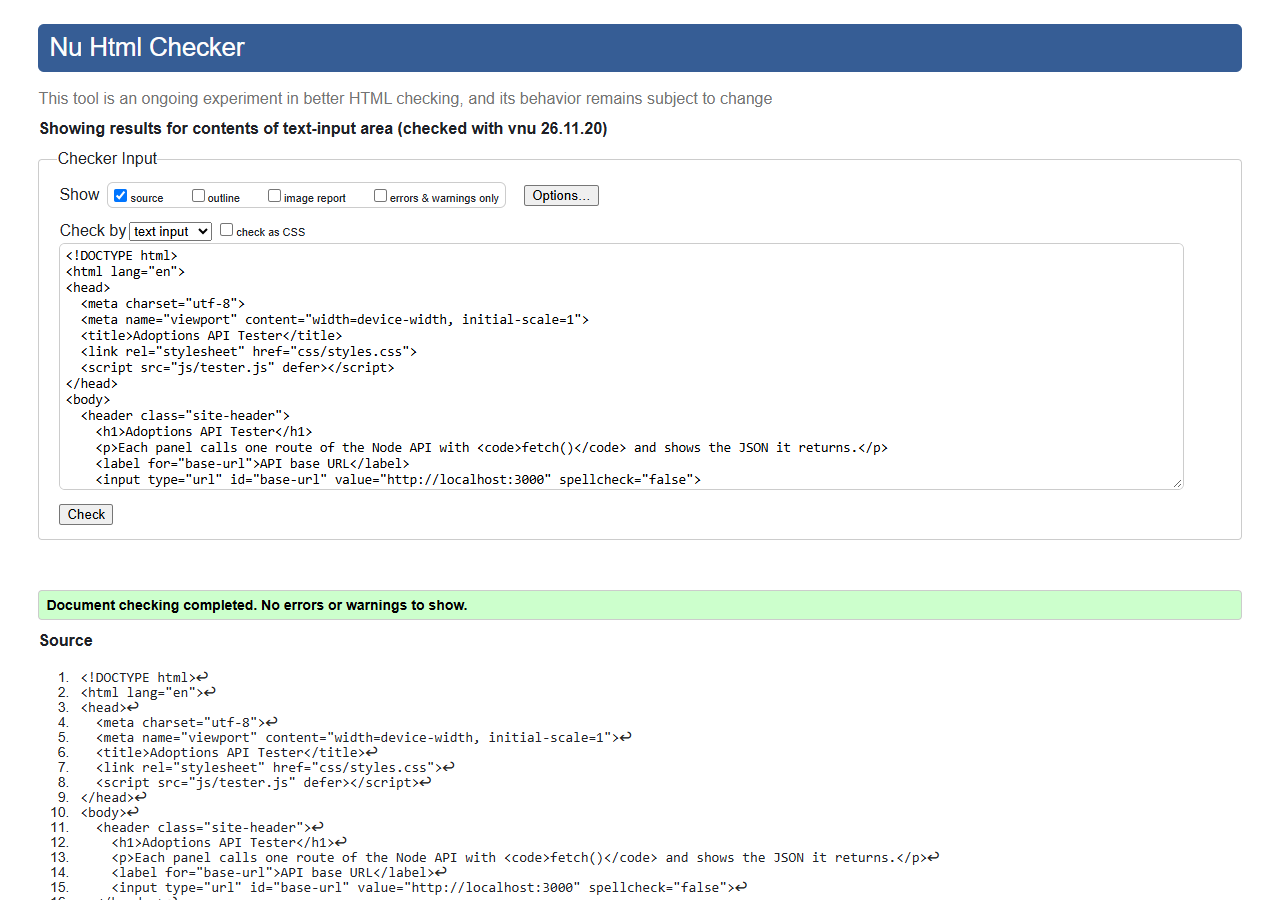 Nu Html Checker
This tool is an ongoing experiment in better HTML checking, and its behavior remains subject to change
Showing results for contents of text-input area (checked with vnu 26.11.20)
Checker Input
Show source outline image report errors & warnings only Options...
Check by text input check as CSS
<!DOCTYPE html>
<html lang="en">
<head>
  <meta charset="utf-8">
  <meta name="viewport" content="width=device-width, initial-scale=1">
  <title>Adoptions API Tester</title>
  <link rel="stylesheet" href="css/styles.css">
  <script src="js/tester.js" defer></script>
</head>
<body>
  <header class="site-header">
    <h1>Adoptions API Tester</h1>
    <p>Each panel calls one route of the Node API with <code>fetch()</code> and shows the JSON it returns.</p>
    <label for="base-url">API base URL</label>
    <input type="url" id="base-url" value="http://localhost:3000" spellcheck="false">
Check
Document checking completed. No errors or warnings to show.
Source
1. <!DOCTYPE html>↩
2. <html lang="en">↩
3. <head>↩
4.   <meta charset="utf-8">↩
5.   <meta name="viewport" content="width=device-width, initial-scale=1">↩
6.   <title>Adoptions API Tester</title>↩
7.   <link rel="stylesheet" href="css/styles.css">↩
8.   <script src="js/tester.js" defer></script>↩
9. </head>↩
10. <body>↩
11.   <header class="site-header">↩
12.     <h1>Adoptions API Tester</h1>↩
13.     <p>Each panel calls one route of the Node API with <code>fetch()</code> and shows the JSON it returns.</p>↩
14.     <label for="base-url">API base URL</label>↩
15.     <input type="url" id="base-url" value="http://localhost:3000" spellcheck="false">↩